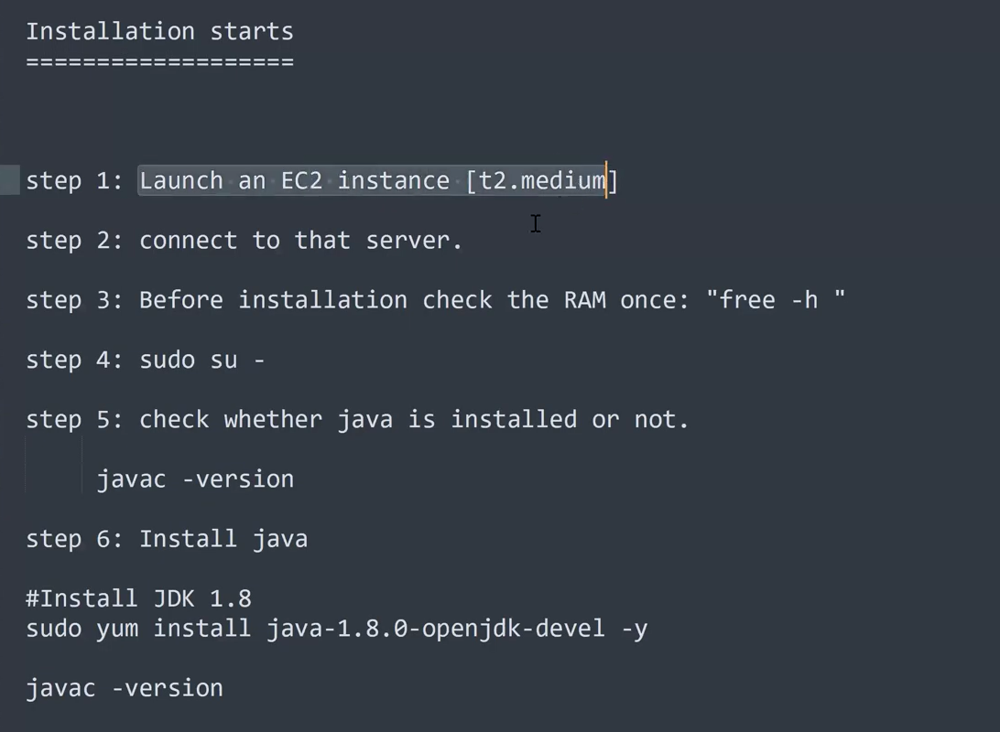 Installation starts
===================
step 1: Launch an EC2 instance [t2.medium]
step 2: connect to that server.
step 3: Before installation check the RAM once: "free -h "
step 4: sudo su -
step 5: check whether java is installed or not.
javac -version
step 6: Install java
#Install JDK 1.8
sudo yum install java-1.8.0-openjdk-devel -y
javac -version